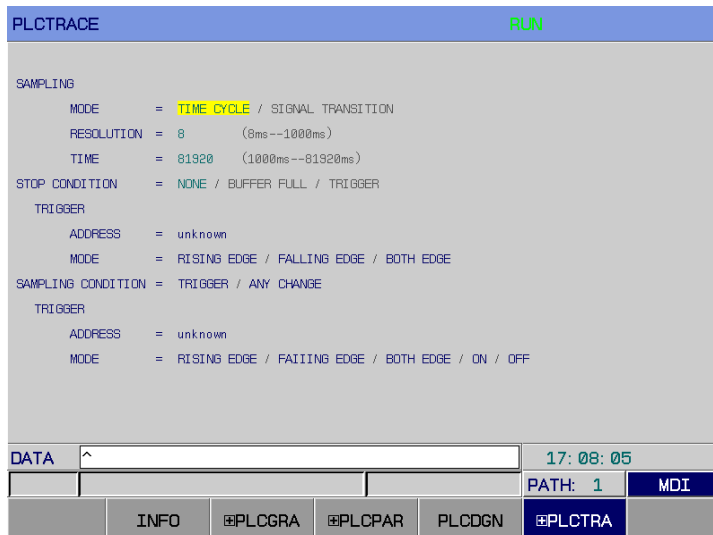 PLCTRACE RUN
SAMPLING
MODE = TIME CYCLE / SIGNAL TRANSITION
RESOLUTION = 8 (8ms--1000ms)
TIME = 81920 (1000ms--81920ms)
STOP CONDITION = NONE / BUFFER FULL / TRIGGER
TRIGGER
ADDRESS = unknown
MODE = RISING EDGE / FALLING EDGE / BOTH EDGE
SAMPLING CONDITION = TRIGGER / ANY CHANGE
TRIGGER
ADDRESS = unknown
MODE = RISING EDGE / FAIIING EDGE / BOTH EDGE / ON / OFF
DATA ^ 17:08:05
PATH: 1 MDI
INFO ⊞PLCGRA ⊞PLCPAR PLCDGN ⊞PLCTRA